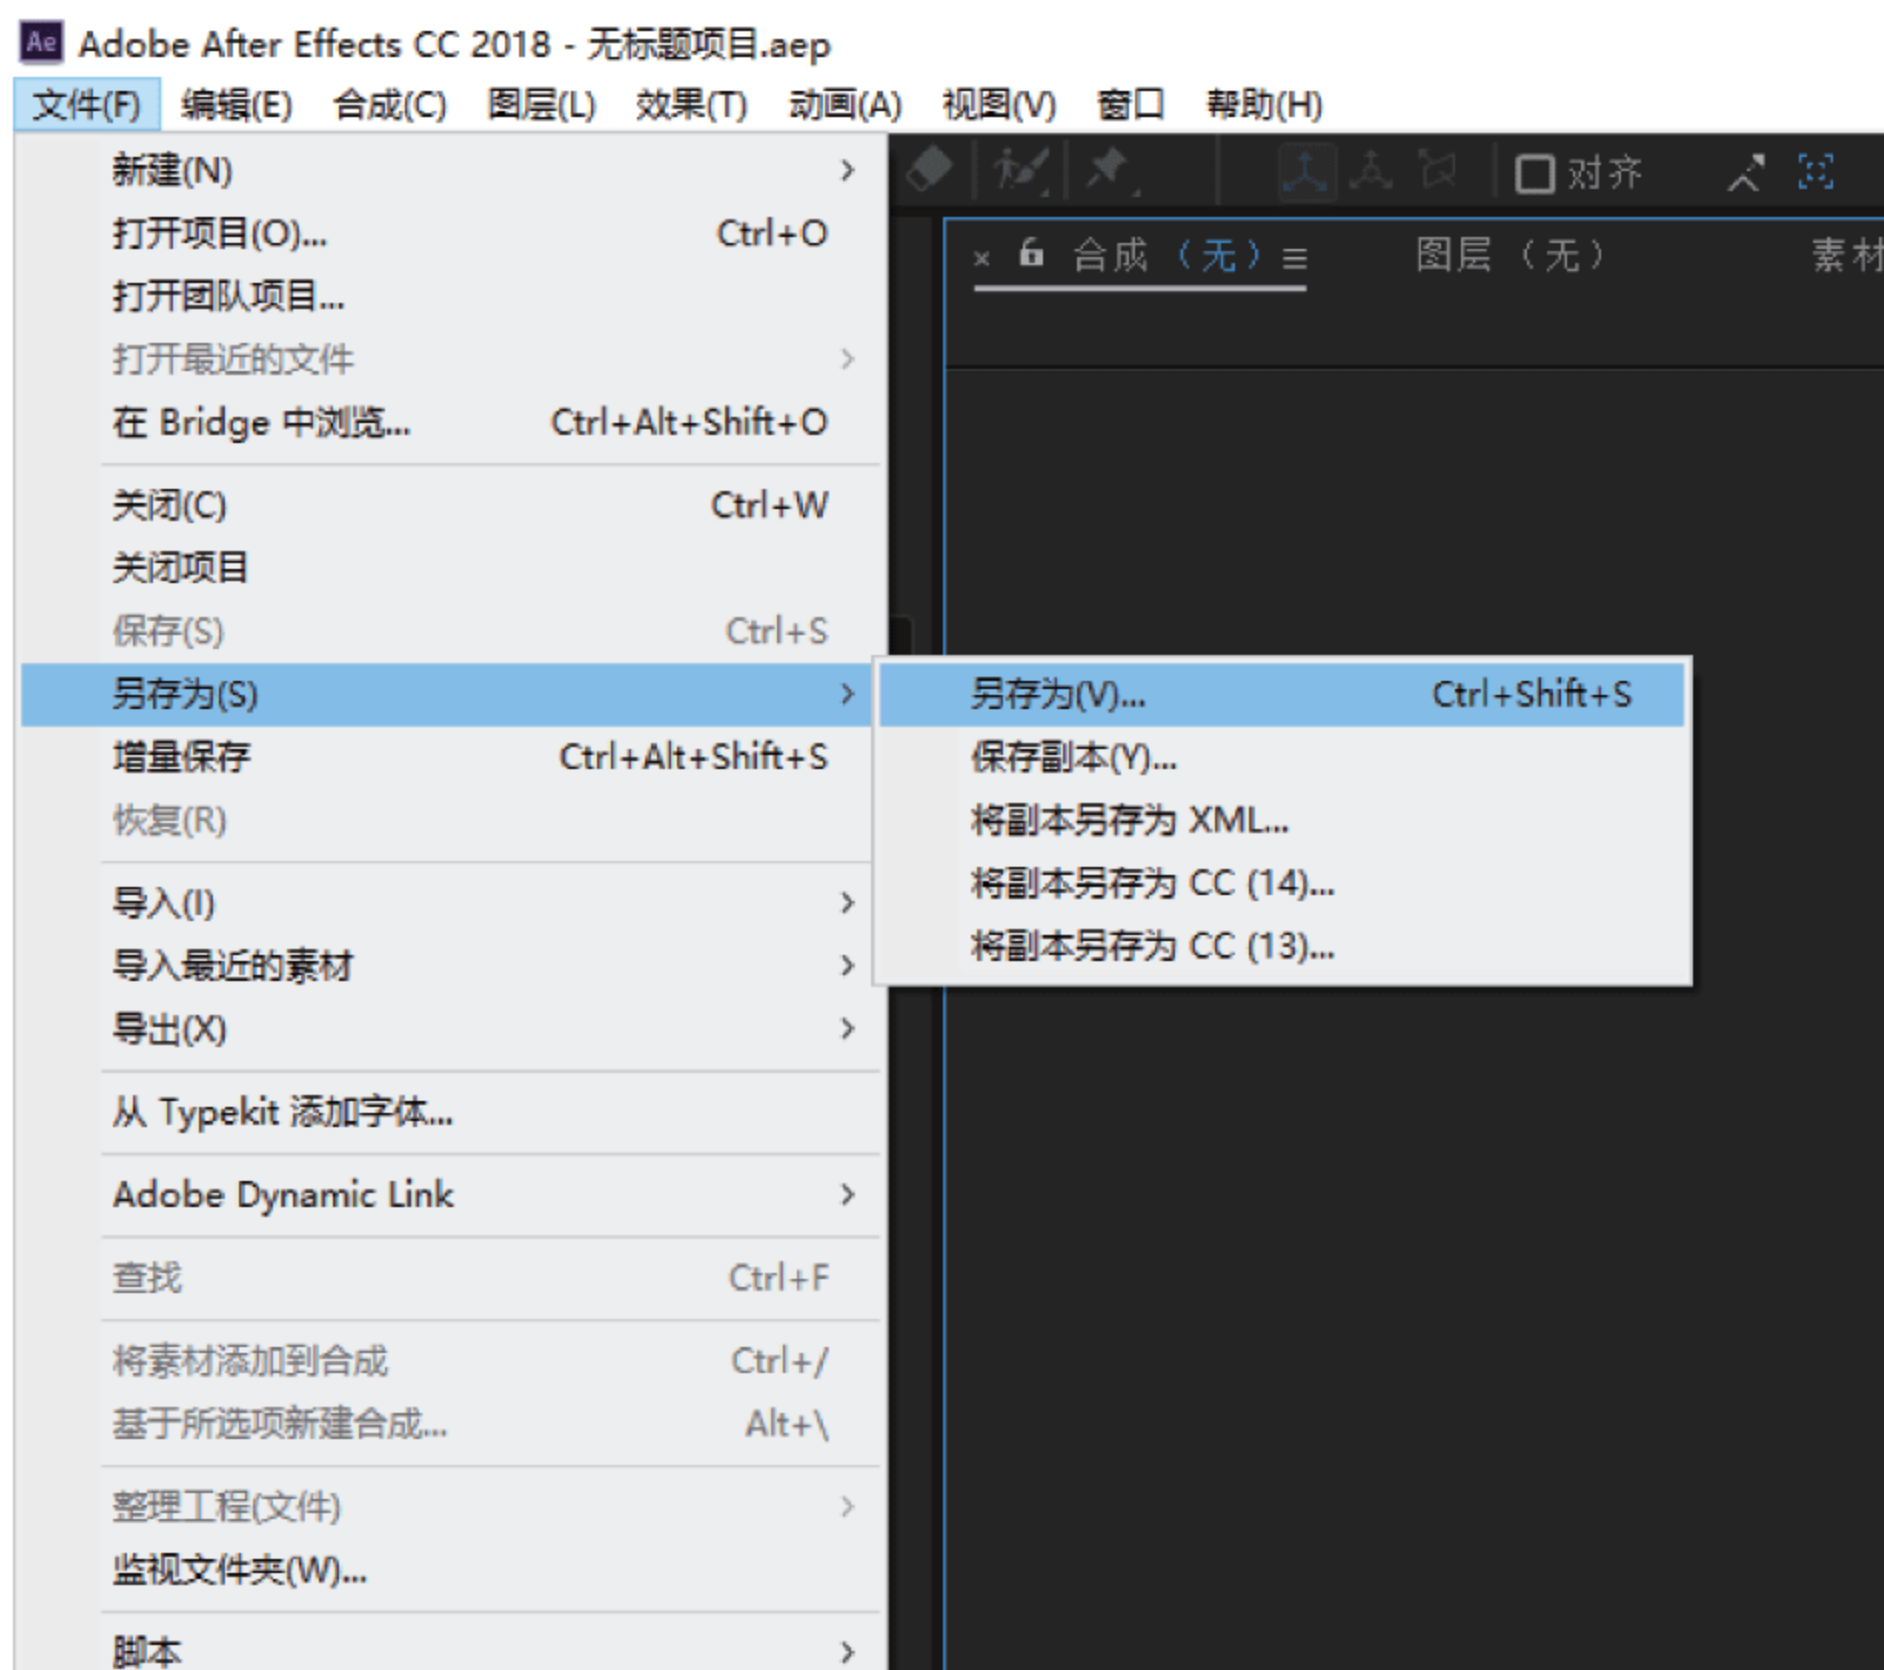 Ae Adobe After Effects CC 2018 - 无标题项目.aep
文件(F) 编辑(E) 合成(C) 图层(L) 效果(T) 动画(A) 视图(V) 窗口 帮助(H)
新建(N)
对齐
打开项目(O)... Ctrl+O
合成 （无） 图层 （无） 素材
打开团队项目...
打开最近的文件
在 Bridge 中浏览... Ctrl+Alt+Shift+O
关闭(C) Ctrl+W
关闭项目
保存(S) Ctrl+S
另存为(S)
另存为(V)... Ctrl+Shift+S
增量保存 Ctrl+Alt+Shift+S
保存副本(Y)...
恢复(R)
将副本另存为 XML...
将副本另存为 CC (14)...
导入(I)
将副本另存为 CC (13)...
导入最近的素材
导出(X)
从 Typekit 添加字体...
Adobe Dynamic Link
查找 Ctrl+F
将素材添加到合成 Ctrl+/
基于所选项新建合成... Alt+\
整理工程(文件)
监视文件夹(W)...
脚本